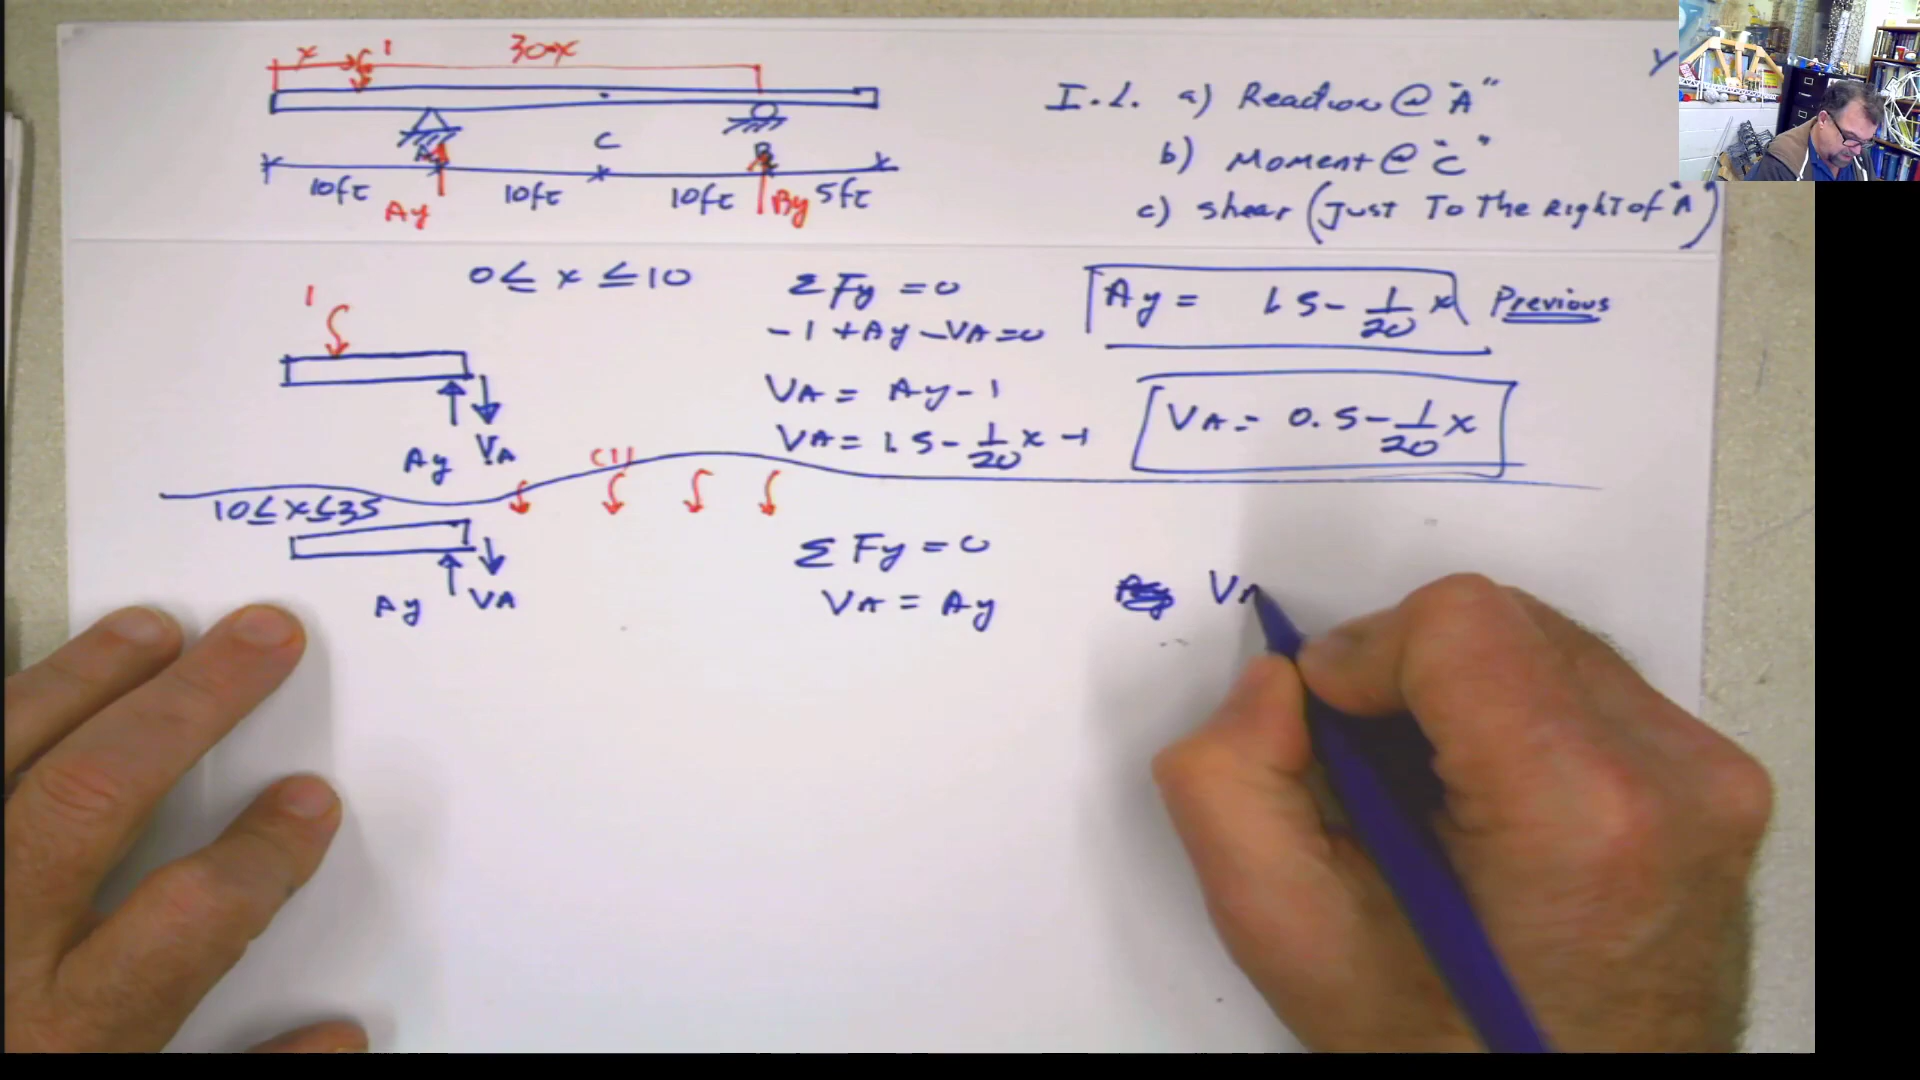 x 1 30-x
I.L. a) Reaction @ "A"
b) Moment @ "C"
c) Shear (Just To The Right of "A")
A C B
10ft 10ft 10ft 5ft
Ay By
0 ≤ x ≤ 10
1
Ay VA
ΣFy = 0
-1 + Ay - VA = 0
VA = Ay - 1
VA = 1.5 - 1/20 x - 1
Ay = 1.5 - 1/20 x Previous
VA = 0.5 - 1/20 x
10 ≤ x ≤ 35
(1)
Ay VA
ΣFy = 0
VA = Ay
VA
Y